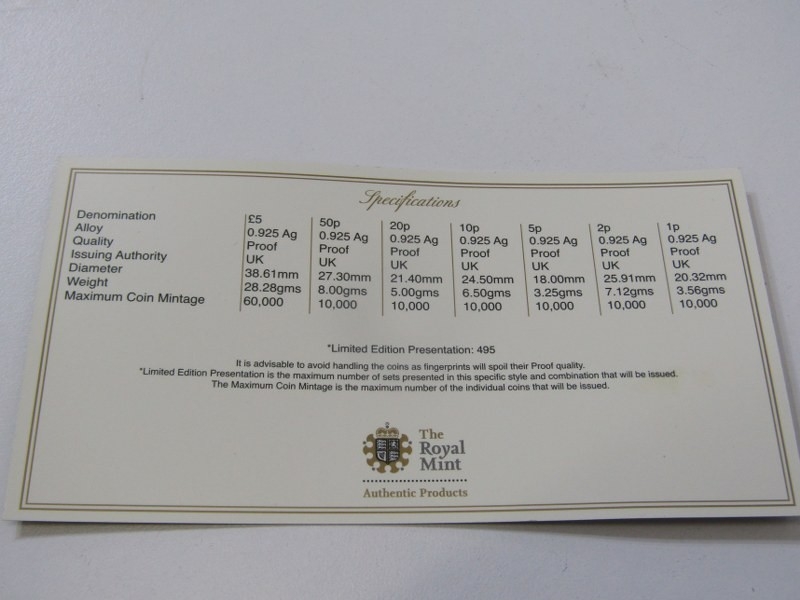 Specifications
Denomination £5 50p 20p 10p 5p 2p 1p
Alloy 0.925 Ag 0.925 Ag 0.925 Ag 0.925 Ag 0.925 Ag 0.925 Ag 0.925 Ag
Quality Proof Proof Proof Proof Proof Proof Proof
Issuing Authority UK UK UK UK UK UK UK
Diameter 38.61mm 27.30mm 21.40mm 24.50mm 18.00mm 25.91mm 20.32mm
Weight 28.28gms 8.00gms 5.00gms 6.50gms 3.25gms 7.12gms 3.56gms
Maximum Coin Mintage 60,000 10,000 10,000 10,000 10,000 10,000 10,000
*Limited Edition Presentation: 495
It is advisable to avoid handling the coins as fingerprints will spoil their Proof quality.
*Limited Edition Presentation is the maximum number of sets presented in this specific style and combination that will be issued.
The Maximum Coin Mintage is the maximum number of the individual coins that will be issued.
The
Royal
Mint
Authentic Products